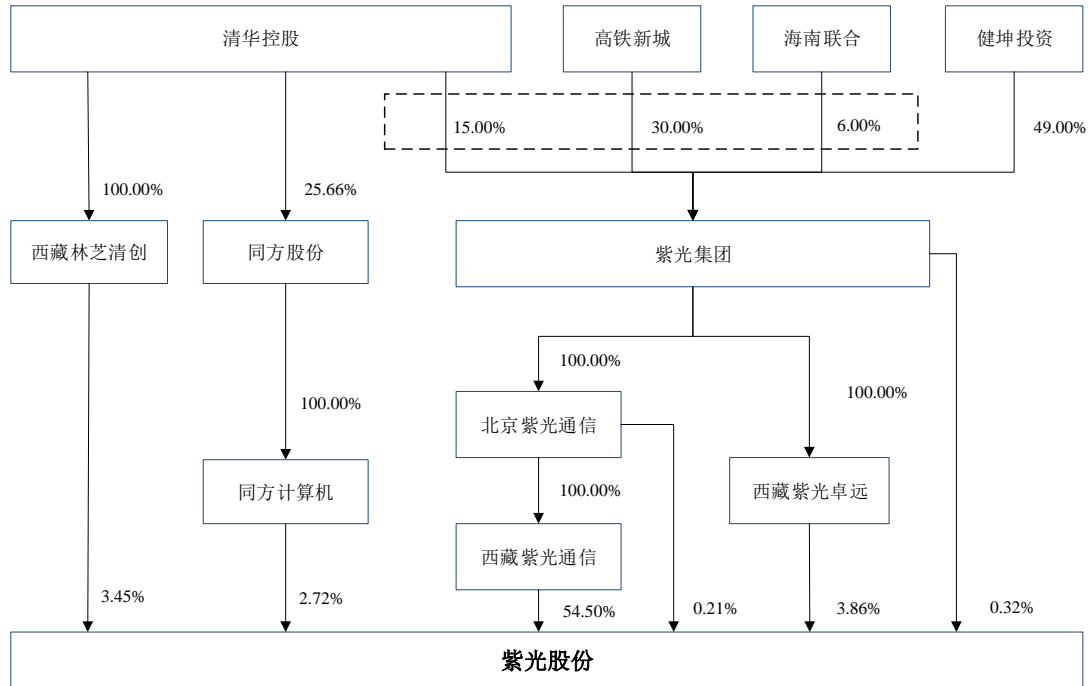 清华控股
高铁新城
海南联合
健坤投资
15.00%
30.00%
6.00%
49.00%
100.00%
25.66%
西藏林芝清创
同方股份
紫光集团
100.00%
100.00%
100.00%
北京紫光通信
同方计算机
100.00%
西藏紫光卓远
西藏紫光通信
3.45%
2.72%
54.50%
0.21%
3.86%
0.32%
紫光股份